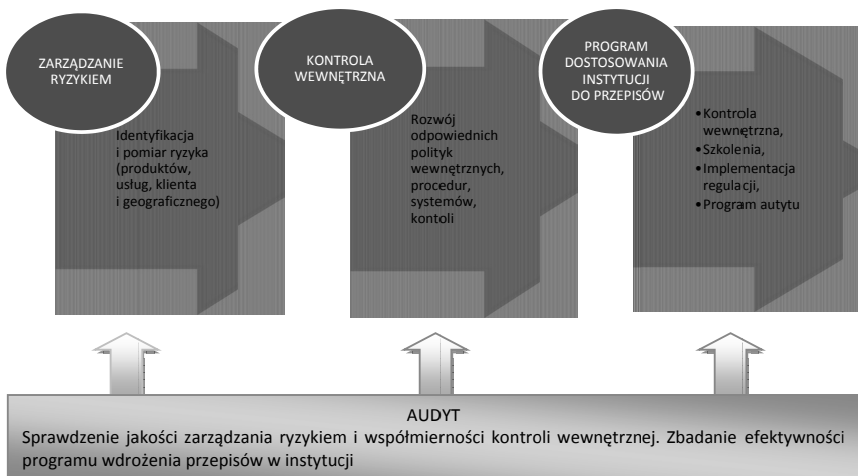 ZARZĄDZANIE
RYZYKIEM
Identyfikacja
i pomiar ryzyka
(produktów,
usług, klienta
i geograficznego)
KONTROLA
WEWNĘTRZNA
Rozwój
odpowiednich
polityk
wewnętrznych,
procedur,
systemów,
kontoli
PROGRAM
DOSTOSOWANIA
INSTYTUCJI
DO PRZEPISÓW
•Kontrola
wewnętrzna,
•Szkolenia,
•Implementacja
regulacji,
•Program autytu
AUDYT
Sprawdzenie jakości zarządzania ryzykiem i współmierności kontroli wewnętrznej. Zbadanie efektywności
programu wdrożenia przepisów w instytucji